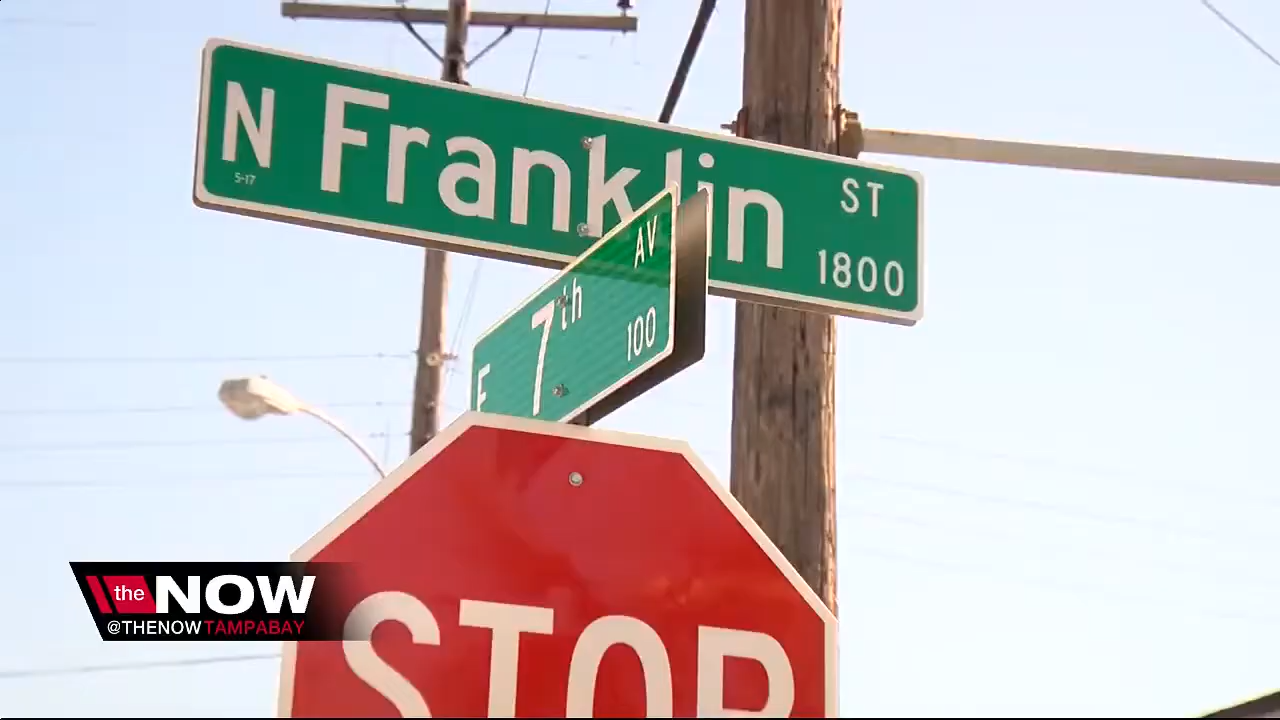 N Franklin ST
5-17
1800
E 7th AV
100
STOP
the NOW
@THENOWTAMPABAY